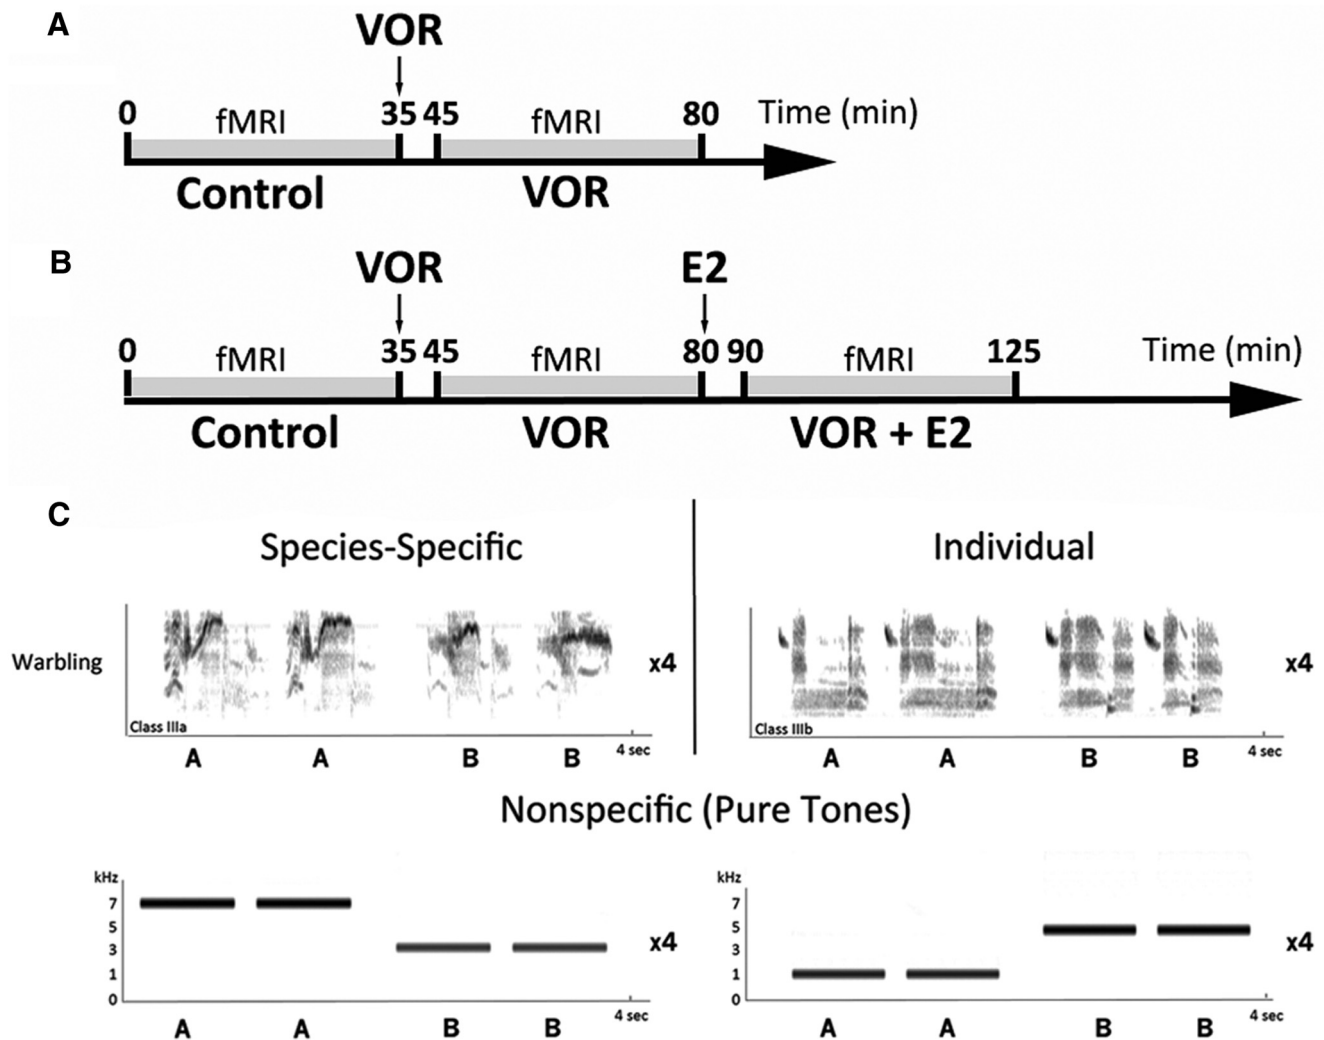 A
VOR
0 fMRI 35 45 fMRI 80 Time (min)
Control VOR
B
VOR E2
0 fMRI 35 45 fMRI 80 90 fMRI 125 Time (min)
Control VOR VOR + E2
C
Species-Specific Individual
Warbling x4 x4
Class IIIa Class IIIb
4 sec 4 sec
A A B B A A B B
Nonspecific (Pure Tones)
kHz kHz
7 7
5 5
3 x4 3 x4
1 1
0 0
4 sec 4 sec
A A B B A A B B